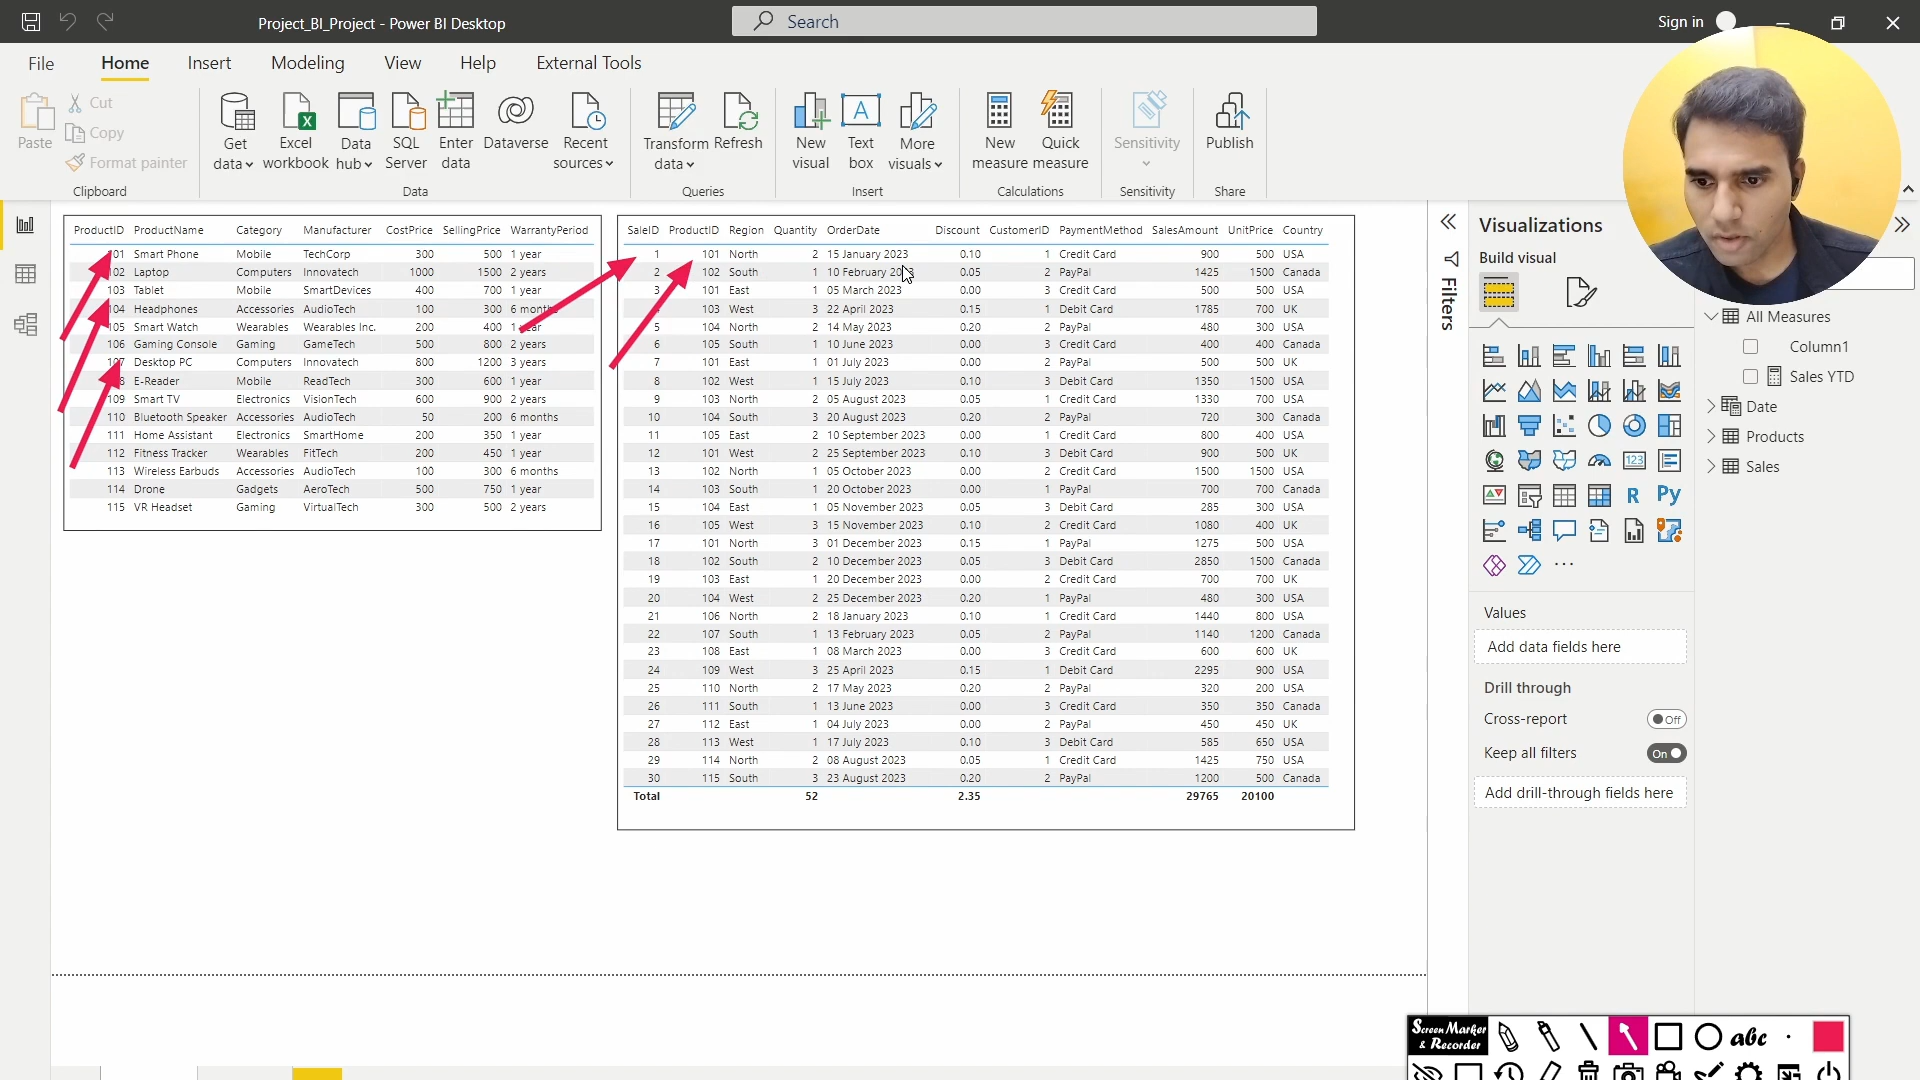 Project_BI_Project - Power BI Desktop
Search
Sign in
File Home Insert Modeling View Help External Tools
Paste
Cut
Copy
Format painter
Clipboard
Get data
Excel workbook
Data hub
SQL Server
Enter data
Dataverse
Recent sources
Data
Transform data
Refresh
Queries
New visual
Text box
More visuals
Insert
New measure
Quick measure
Calculations
Sensitivity
Sensitivity
Publish
Share
ProductID ProductName Category Manufacturer CostPrice SellingPrice WarrantyPeriod
101 Smart Phone Mobile TechCorp 300 500 1 year
102 Laptop Computers Innovatech 1000 1500 2 years
103 Tablet Mobile SmartDevices 400 700 1 year
104 Headphones Accessories AudioTech 100 300 6 months
105 Smart Watch Wearables Wearables Inc. 200 400 1 year
106 Gaming Console Gaming GameTech 500 800 2 years
107 Desktop PC Computers Innovatech 800 1200 3 years
8 E-Reader Mobile ReadTech 300 600 1 year
109 Smart TV Electronics VisionTech 600 900 2 years
110 Bluetooth Speaker Accessories AudioTech 50 200 6 months
111 Home Assistant Electronics SmartHome 200 350 1 year
112 Fitness Tracker Wearables FitTech 200 450 1 year
113 Wireless Earbuds Accessories AudioTech 100 300 6 months
114 Drone Gadgets AeroTech 500 750 1 year
115 VR Headset Gaming VirtualTech 300 500 2 years
SaleID ProductID Region Quantity OrderDate Discount CustomerID PaymentMethod SalesAmount UnitPrice Country
1 101 North 2 15 January 2023 0.10 1 Credit Card 900 500 USA
2 102 South 1 10 February 2023 0.05 2 PayPal 1425 1500 Canada
3 101 East 1 05 March 2023 0.00 3 Credit Card 500 500 USA
103 West 3 22 April 2023 0.15 1 Debit Card 1785 700 UK
5 104 North 2 14 May 2023 0.20 2 PayPal 480 300 USA
6 105 South 1 10 June 2023 0.00 3 Credit Card 400 400 Canada
7 101 East 1 01 July 2023 0.00 2 PayPal 500 500 UK
8 102 West 1 15 July 2023 0.10 3 Debit Card 1350 1500 USA
9 103 North 2 05 August 2023 0.05 1 Credit Card 1330 700 USA
10 104 South 3 20 August 2023 0.20 2 PayPal 720 300 Canada
11 105 East 2 10 September 2023 0.00 1 Credit Card 800 400 USA
12 101 West 2 25 September 2023 0.10 3 Debit Card 900 500 UK
13 102 North 1 05 October 2023 0.00 2 Credit Card 1500 1500 USA
14 103 South 1 20 October 2023 0.00 1 PayPal 700 700 Canada
15 104 East 1 05 November 2023 0.05 3 Debit Card 285 300 USA
16 105 West 3 15 November 2023 0.10 2 Credit Card 1080 400 UK
17 101 North 3 01 December 2023 0.15 1 PayPal 1275 500 USA
18 102 South 2 10 December 2023 0.05 3 Debit Card 2850 1500 Canada
19 103 East 1 20 December 2023 0.00 2 Credit Card 700 700 UK
20 104 West 2 25 December 2023 0.20 1 PayPal 480 300 USA
21 106 North 2 18 January 2023 0.10 1 Credit Card 1440 800 USA
22 107 South 1 13 February 2023 0.05 2 PayPal 1140 1200 Canada
23 108 East 1 08 March 2023 0.00 3 Credit Card 600 600 UK
24 109 West 3 25 April 2023 0.15 1 Debit Card 2295 900 USA
25 110 North 2 17 May 2023 0.20 2 PayPal 320 200 USA
26 111 South 1 13 June 2023 0.00 3 Credit Card 350 350 Canada
27 112 East 1 04 July 2023 0.00 2 PayPal 450 450 UK
28 113 West 1 17 July 2023 0.10 3 Debit Card 585 650 USA
29 114 North 2 08 August 2023 0.05 1 Credit Card 1425 750 USA
30 115 South 3 23 August 2023 0.20 2 PayPal 1200 500 Canada
Total 52 2.35 29765 20100
Filters
Visualizations
Build visual
123
R
Py
Values
Add data fields here
Drill through
Cross-report
Off
Keep all filters
On
Add drill-through fields here
All Measures
Column1
Sales YTD
Date
Products
Sales
Screen Marker
& Recorder
abc